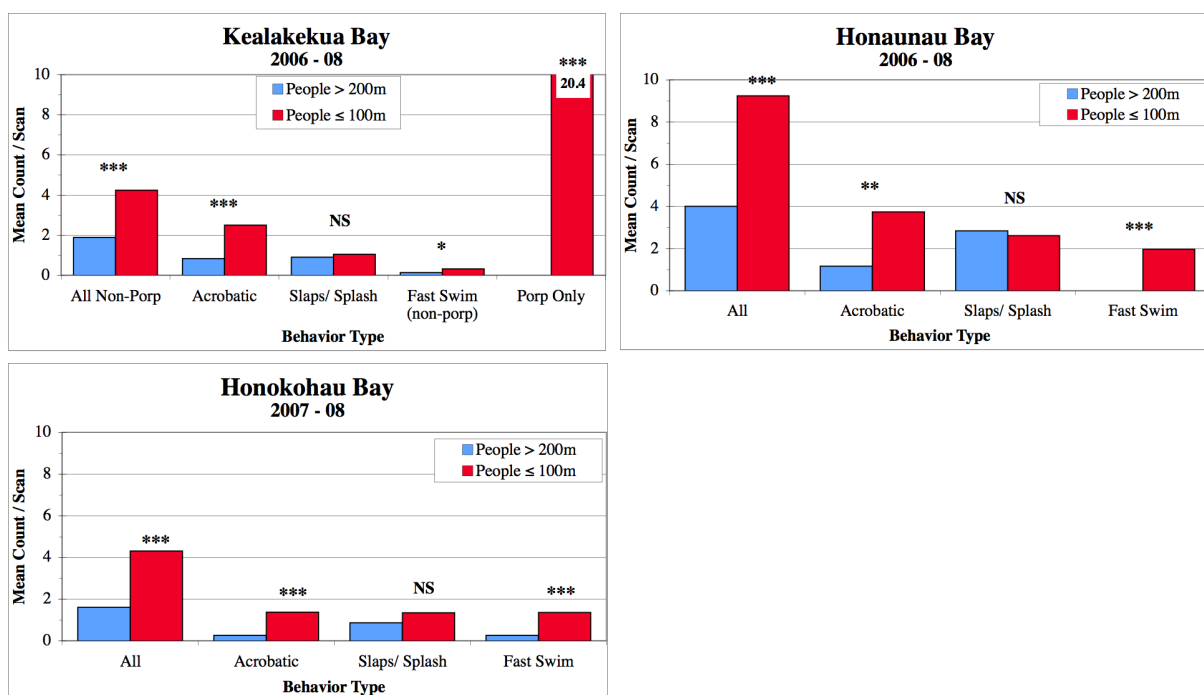 Kealakekua Bay
2006 - 08
People > 200m
People ≤ 100m
***
20.4
***
***
NS
*
10
8
6
4
2
0
Mean Count / Scan
All Non-Porp
Acrobatic
Slaps/ Splash
Fast Swim
(non-porp)
Porp Only
Behavior Type
Honaunau Bay
2006 - 08
People > 200m
People ≤ 100m
***
**
NS
***
10
8
6
4
2
0
Mean Count / Scan
All
Acrobatic
Slaps/ Splash
Fast Swim
Behavior Type
Honokohau Bay
2007 - 08
People > 200m
People ≤ 100m
***
***
NS
***
10
8
6
4
2
0
Mean Count / Scan
All
Acrobatic
Slaps/ Splash
Fast Swim
Behavior Type